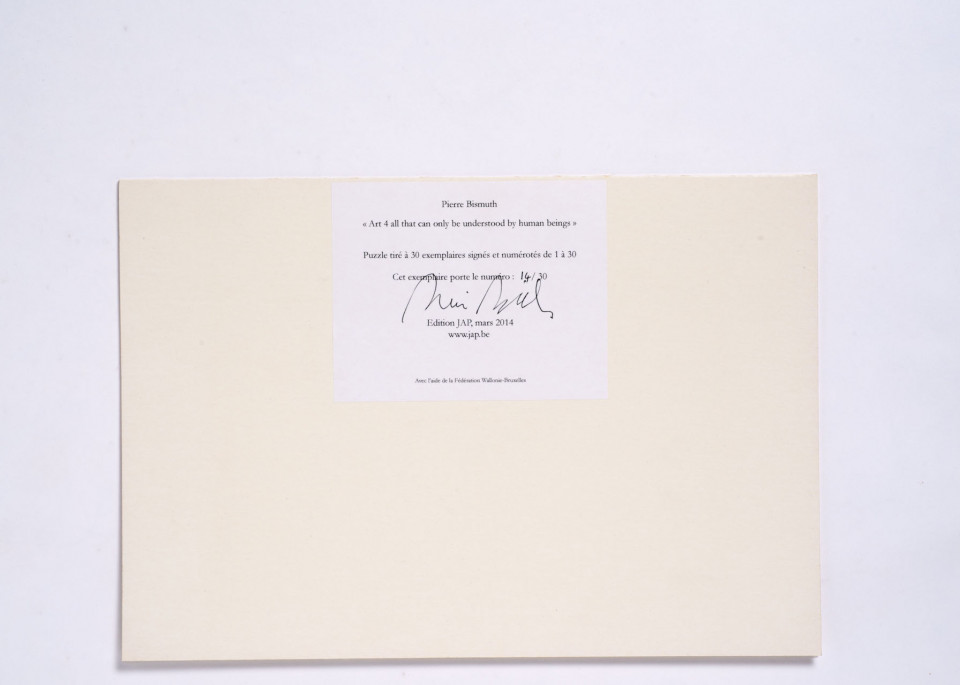 Pierre Bismuth
« Art 4 all that can only be understood by human beings »
Puzzle tiré à 30 exemplaires signés et numérotés de 1 à 30
Cet exemplaire porte le numéro : 14/ 30
Edition JAP, mars 2014
www.jap.be
Avec l'aide de la Fédération Wallonie-Bruxelles